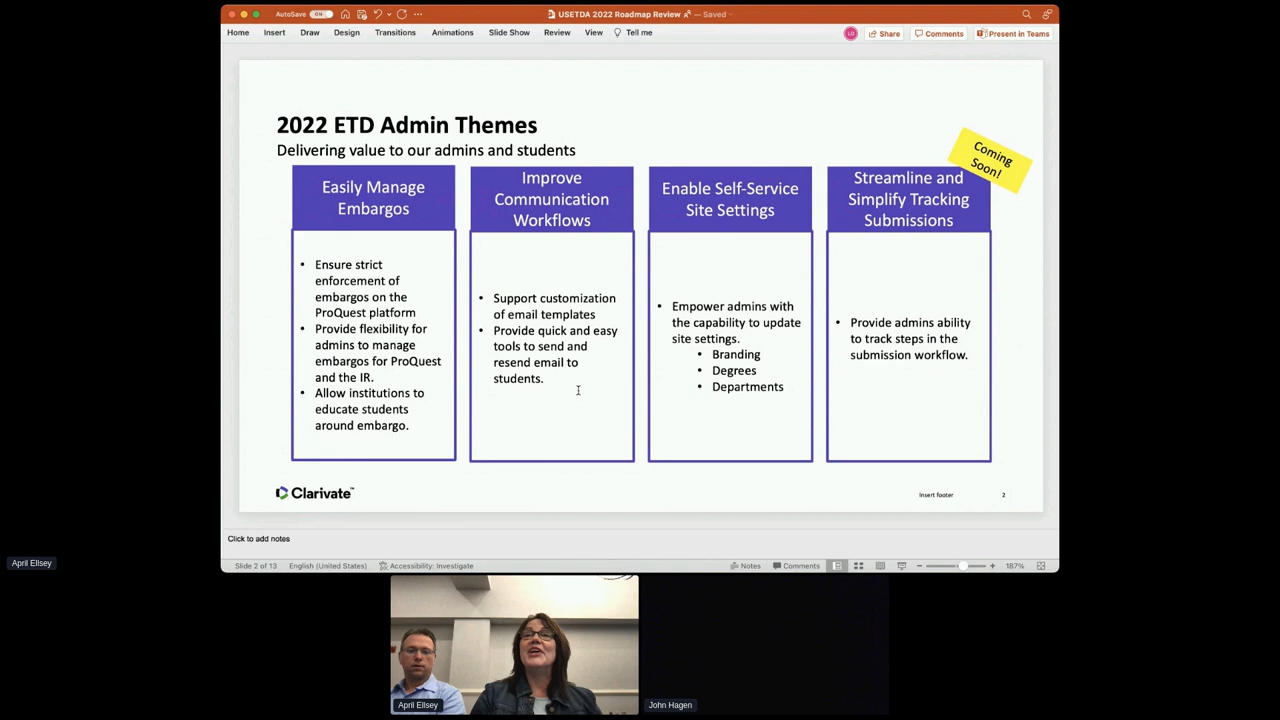 AutoSave ON
USETDA 2022 Roadmap Review — Saved
Home Insert Draw Design Transitions Animations Slide Show Review View Tell me
LO Share Comments Present in Teams
2022 ETD Admin Themes
Delivering value to our admins and students
Coming
Soon!
Easily Manage
Embargos
• Ensure strict
enforcement of
embargos on the
ProQuest platform
• Provide flexibility for
admins to manage
embargos for ProQuest
and the IR.
• Allow institutions to
educate students
around embargo.
Improve
Communication
Workflows
• Support customization
of email templates
• Provide quick and easy
tools to send and
resend email to
students.
Enable Self-Service
Site Settings
• Empower admins with
the capability to update
site settings.
• Branding
• Degrees
• Departments
Streamline and
Simplify Tracking
Submissions
• Provide admins ability
to track steps in the
submission workflow.
Clarivate™
Insert footer 2
Click to add notes
Slide 2 of 13 English (United States) Accessibility: Investigate Notes Comments 187%
April Ellsey
April Ellsey
John Hagen